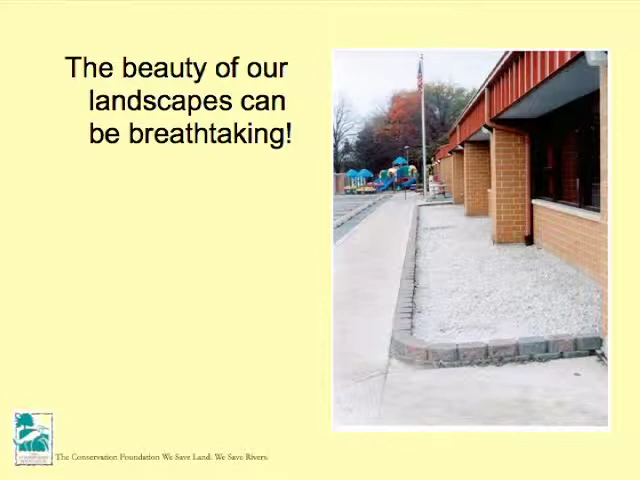 The beauty of our
landscapes can
be breathtaking!
The Conservation Foundation We Save Land. We Save Rivers.